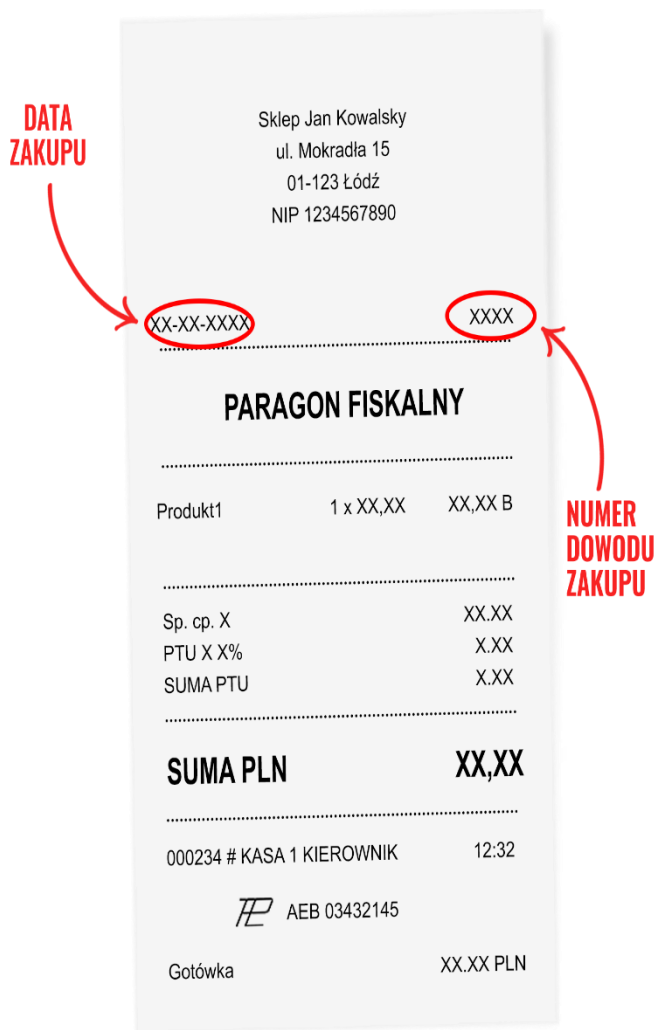 DATA
ZAKUPU
Sklep Jan Kowalsky
ul. Mokradła 15
01-123 Łódź
NIP 1234567890
XX-XX-XXXX XXXX
PARAGON FISKALNY
Produkt1 1 x XX,XX XX,XX B
NUMER
DOWODU
ZAKUPU
Sp. cp. X XX.XX
PTU X X% X.XX
SUMA PTU X.XX
SUMA PLN XX,XX
000234 # KASA 1 KIEROWNIK 12:32
AEB 03432145
Gotówka XX.XX PLN